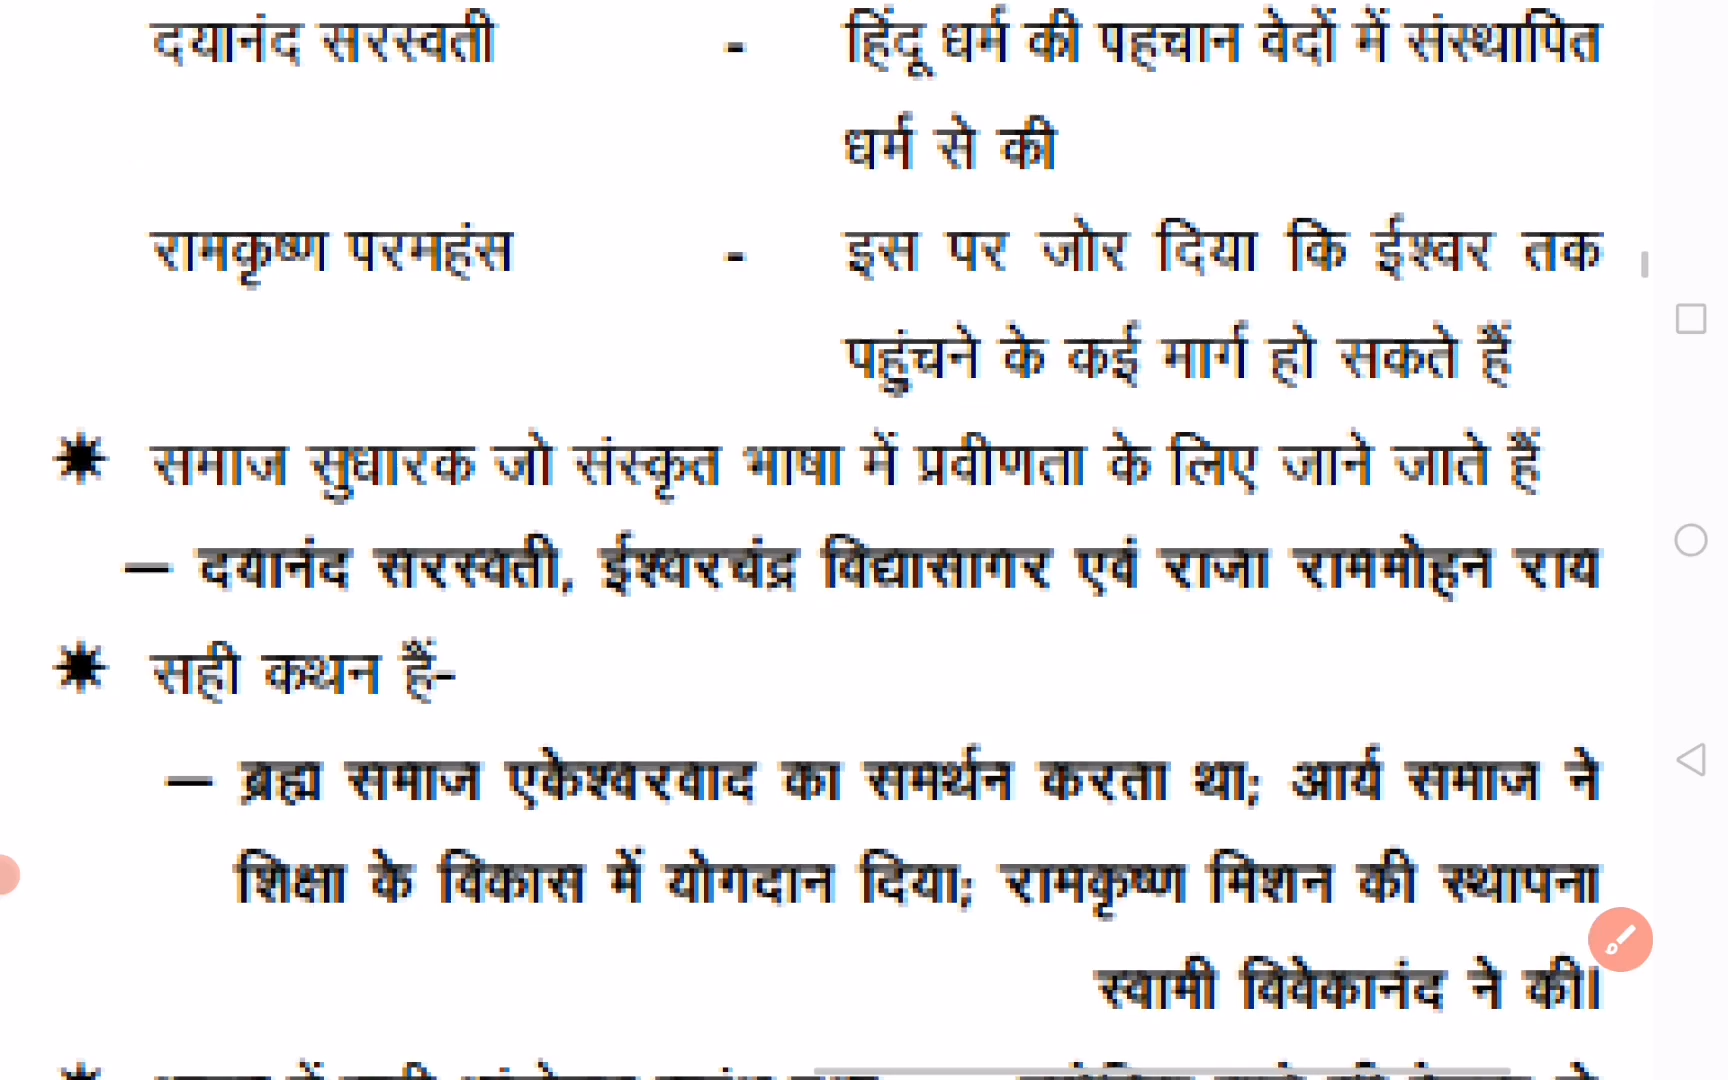 दयानंद सरस्वती - हिंदू धर्म की पहचान वेदों में संस्थापित
धर्म से की
रामकृष्ण परमहंस - इस पर जोर दिया कि ईश्वर तक
पहुंचने के कई मार्ग हो सकते हैं
✷ समाज सुधारक जो संस्कृत भाषा में प्रवीणता के लिए जाने जाते हैं
— दयानंद सरस्वती, ईश्वरचंद्र विद्यासागर एवं राजा राममोहन राय
✷ सही कथन हैं-
— ब्रह्म समाज एकेश्वरवाद का समर्थन करता था; आर्य समाज ने
शिक्षा के विकास में योगदान दिया; रामकृष्ण मिशन की स्थापना
स्वामी विवेकानंद ने की।